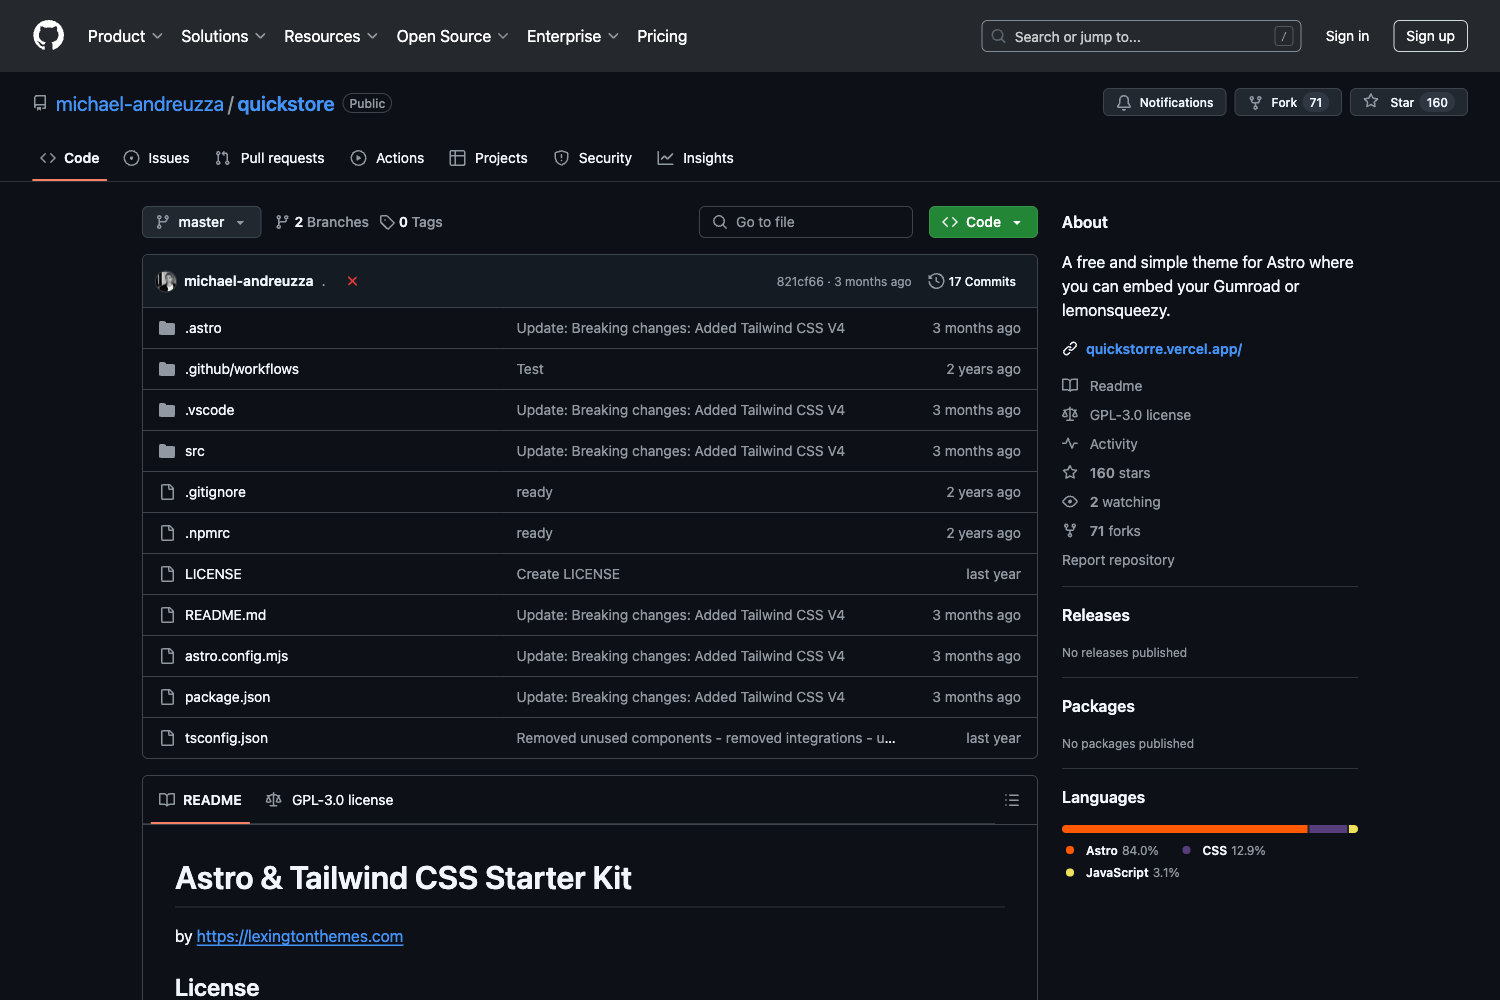 Product Solutions Resources Open Source Enterprise Pricing Search or jump to... / Sign in Sign up
michael-andreuzza / quickstore Public Notifications Fork 71 Star 160
Code Issues Pull requests Actions Projects Security Insights
master 2 Branches 0 Tags Go to file Code
michael-andreuzza . 821cf66 · 3 months ago 17 Commits
.astro Update: Breaking changes: Added Tailwind CSS V4 3 months ago
.github/workflows Test 2 years ago
.vscode Update: Breaking changes: Added Tailwind CSS V4 3 months ago
src Update: Breaking changes: Added Tailwind CSS V4 3 months ago
.gitignore ready 2 years ago
.npmrc ready 2 years ago
LICENSE Create LICENSE last year
README.md Update: Breaking changes: Added Tailwind CSS V4 3 months ago
astro.config.mjs Update: Breaking changes: Added Tailwind CSS V4 3 months ago
package.json Update: Breaking changes: Added Tailwind CSS V4 3 months ago
tsconfig.json Removed unused components - removed integrations - u... last year
README GPL-3.0 license
Astro & Tailwind CSS Starter Kit
by https://lexingtonthemes.com
License
About
A free and simple theme for Astro where
you can embed your Gumroad or
lemonsqueezy.
quickstorre.vercel.app/
Readme
GPL-3.0 license
Activity
160 stars
2 watching
71 forks
Report repository
Releases
No releases published
Packages
No packages published
Languages
Astro 84.0% CSS 12.9%
JavaScript 3.1%